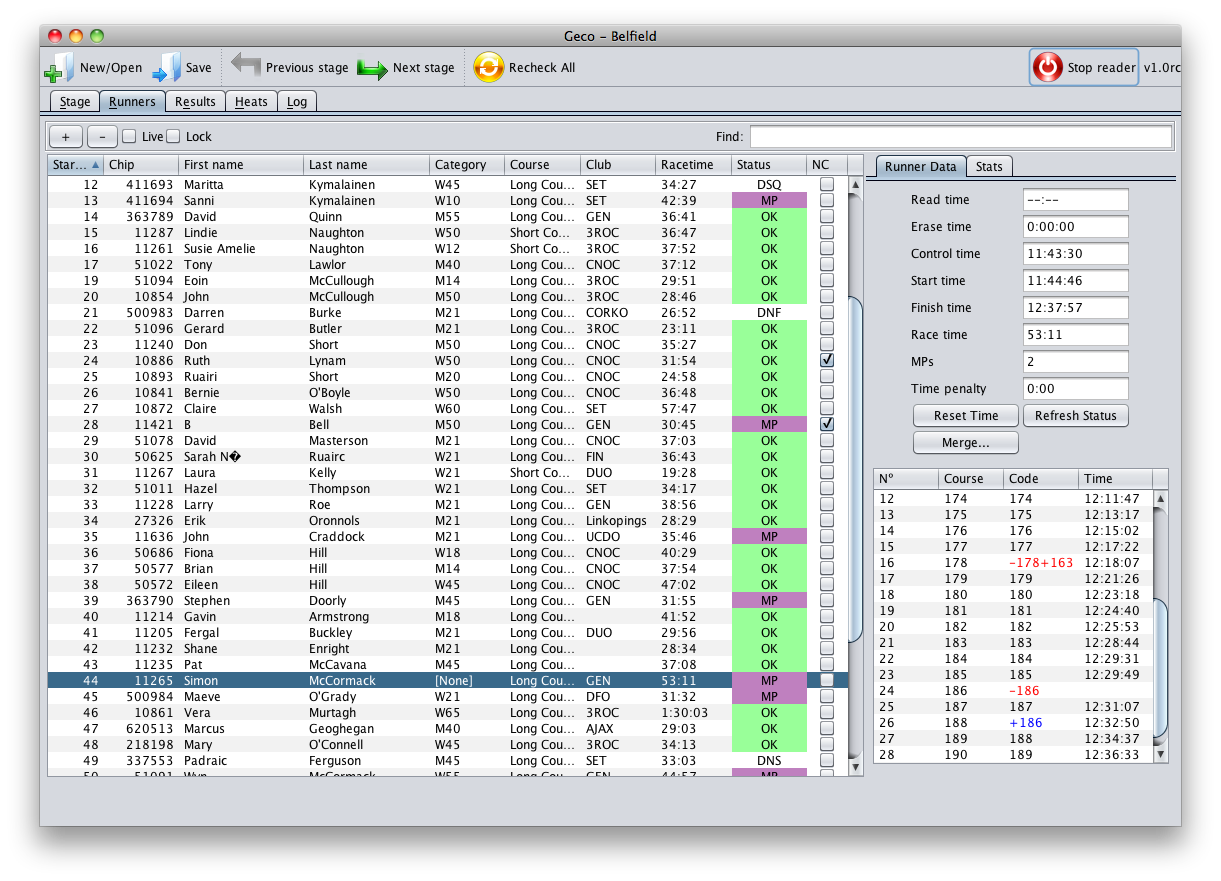 Geco – Belfield
New/Open Save Previous stage Next stage Recheck All Stop reader v1.0rc
Stage Runners Results Heats Log
+ - Live Lock Find:
Star... Chip First name Last name Category Course Club Racetime Status NC
12 411693 Maritta Kymalainen W45 Long Cou... SET 34:27 DSQ
13 411694 Sanni Kymalainen W10 Long Cou... SET 42:39 MP
14 363789 David Quinn M55 Long Cou... GEN 36:41 OK
15 11287 Lindie Naughton W50 Short Co... 3ROC 36:47 OK
16 11261 Susie Amelie Naughton W12 Short Co... 3ROC 37:52 OK
17 51022 Tony Lawlor M40 Long Cou... CNOC 37:12 OK
19 51094 Eoin McCullough M14 Long Cou... 3ROC 29:51 OK
20 10854 John McCullough M50 Long Cou... 3ROC 28:46 OK
21 500983 Darren Burke M21 Long Cou... CORKO 26:52 DNF
22 51096 Gerard Butler M21 Long Cou... 3ROC 23:11 OK
23 11240 Don Short M50 Long Cou... CNOC 35:27 OK
24 10886 Ruth Lynam W50 Long Cou... CNOC 31:54 OK
25 10893 Ruairi Short M20 Long Cou... CNOC 24:58 OK
26 10841 Bernie O'Boyle W50 Long Cou... CNOC 36:48 OK
27 10872 Claire Walsh W60 Long Cou... SET 57:47 OK
28 11421 B Bell M50 Long Cou... GEN 30:45 MP
29 51078 David Masterson M21 Long Cou... CNOC 37:03 OK
30 50625 Sarah N� Ruairc W21 Long Cou... FIN 36:43 OK
31 11267 Laura Kelly W21 Short Co... DUO 19:28 OK
32 51011 Hazel Thompson W21 Long Cou... SET 34:17 OK
33 11228 Larry Roe M21 Long Cou... GEN 38:56 OK
34 27326 Erik Oronnols M21 Long Cou... Linkopings 28:29 OK
35 11636 John Craddock M21 Long Cou... UCDO 35:46 MP
36 50686 Fiona Hill W18 Long Cou... CNOC 40:29 OK
37 50577 Brian Hill M14 Long Cou... CNOC 37:54 OK
38 50572 Eileen Hill W45 Long Cou... CNOC 47:02 OK
39 363790 Stephen Doorly M45 Long Cou... GEN 31:55 MP
40 11214 Gavin Armstrong M18 Long Cou... 41:52 OK
41 11205 Fergal Buckley M21 Long Cou... DUO 29:56 OK
42 11232 Shane Enright M21 Long Cou... 28:34 OK
43 11235 Pat McCavana M45 Long Cou... 37:08 OK
44 11265 Simon McCormack [None] Long Cou... GEN 53:11 MP
45 500984 Maeve O'Grady W21 Long Cou... DFO 31:32 MP
46 10861 Vera Murtagh W65 Long Cou... 3ROC 1:30:03 OK
47 620513 Marcus Geoghegan M40 Long Cou... AJAX 29:03 OK
48 218198 Mary O'Connell W45 Long Cou... 3ROC 34:13 OK
49 337553 Padraic Ferguson M45 Long Cou... SET 33:03 DNS
50 51091 Wyn McCormack W55 Long Cou... GEN 44:57 MP
Runner Data Stats
Read time --:--
Erase time 0:00:00
Control time 11:43:30
Start time 11:44:46
Finish time 12:37:57
Race time 53:11
MPs 2
Time penalty 0:00
Reset Time Refresh Status
Merge...
N° Course Code Time
12 174 174 12:11:47
13 175 175 12:13:17
14 176 176 12:15:02
15 177 177 12:17:22
16 178 -178+163 12:18:07
17 179 179 12:21:26
18 180 180 12:23:18
19 181 181 12:24:40
20 182 182 12:25:53
21 183 183 12:28:44
22 184 184 12:29:31
23 185 185 12:29:49
24 186 -186
25 187 187 12:31:07
26 188 +186 12:32:50
27 189 188 12:34:37
28 190 189 12:36:33